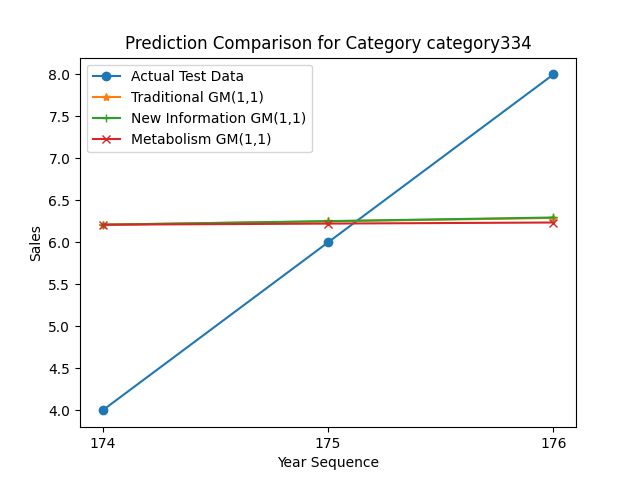 Prediction Comparison for Category category334
Actual Test Data
Traditional GM(1,1)
New Information GM(1,1)
Metabolism GM(1,1)
8.0
7.5
7.0
6.5
6.0
5.5
5.0
4.5
4.0
Sales
174
175
176
Year Sequence